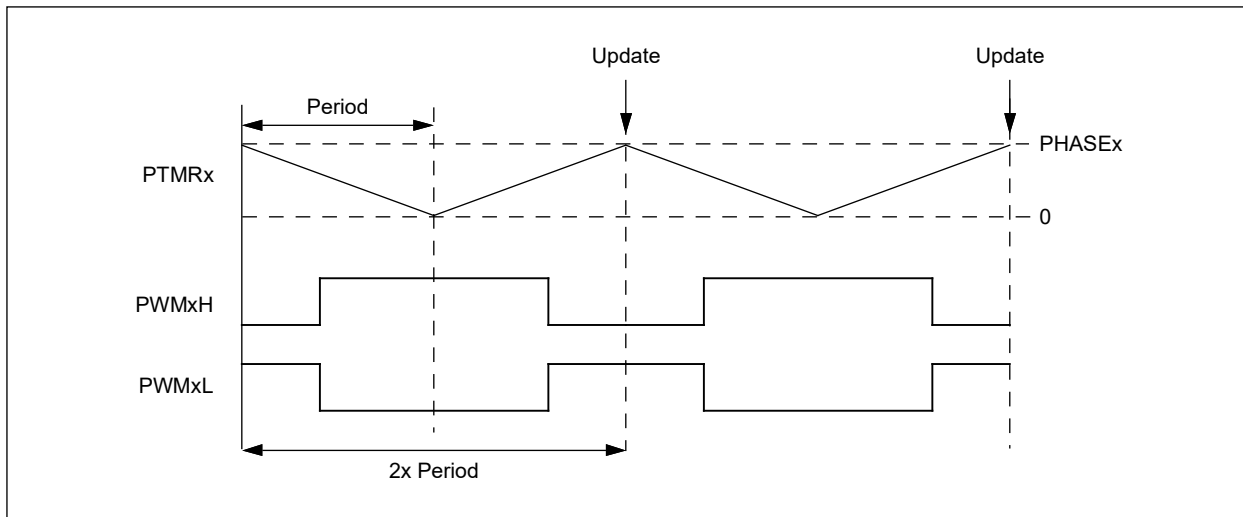 Update
Update
Period
PHASEx
PTMRx
0
PWMxH
PWMxL
2x Period